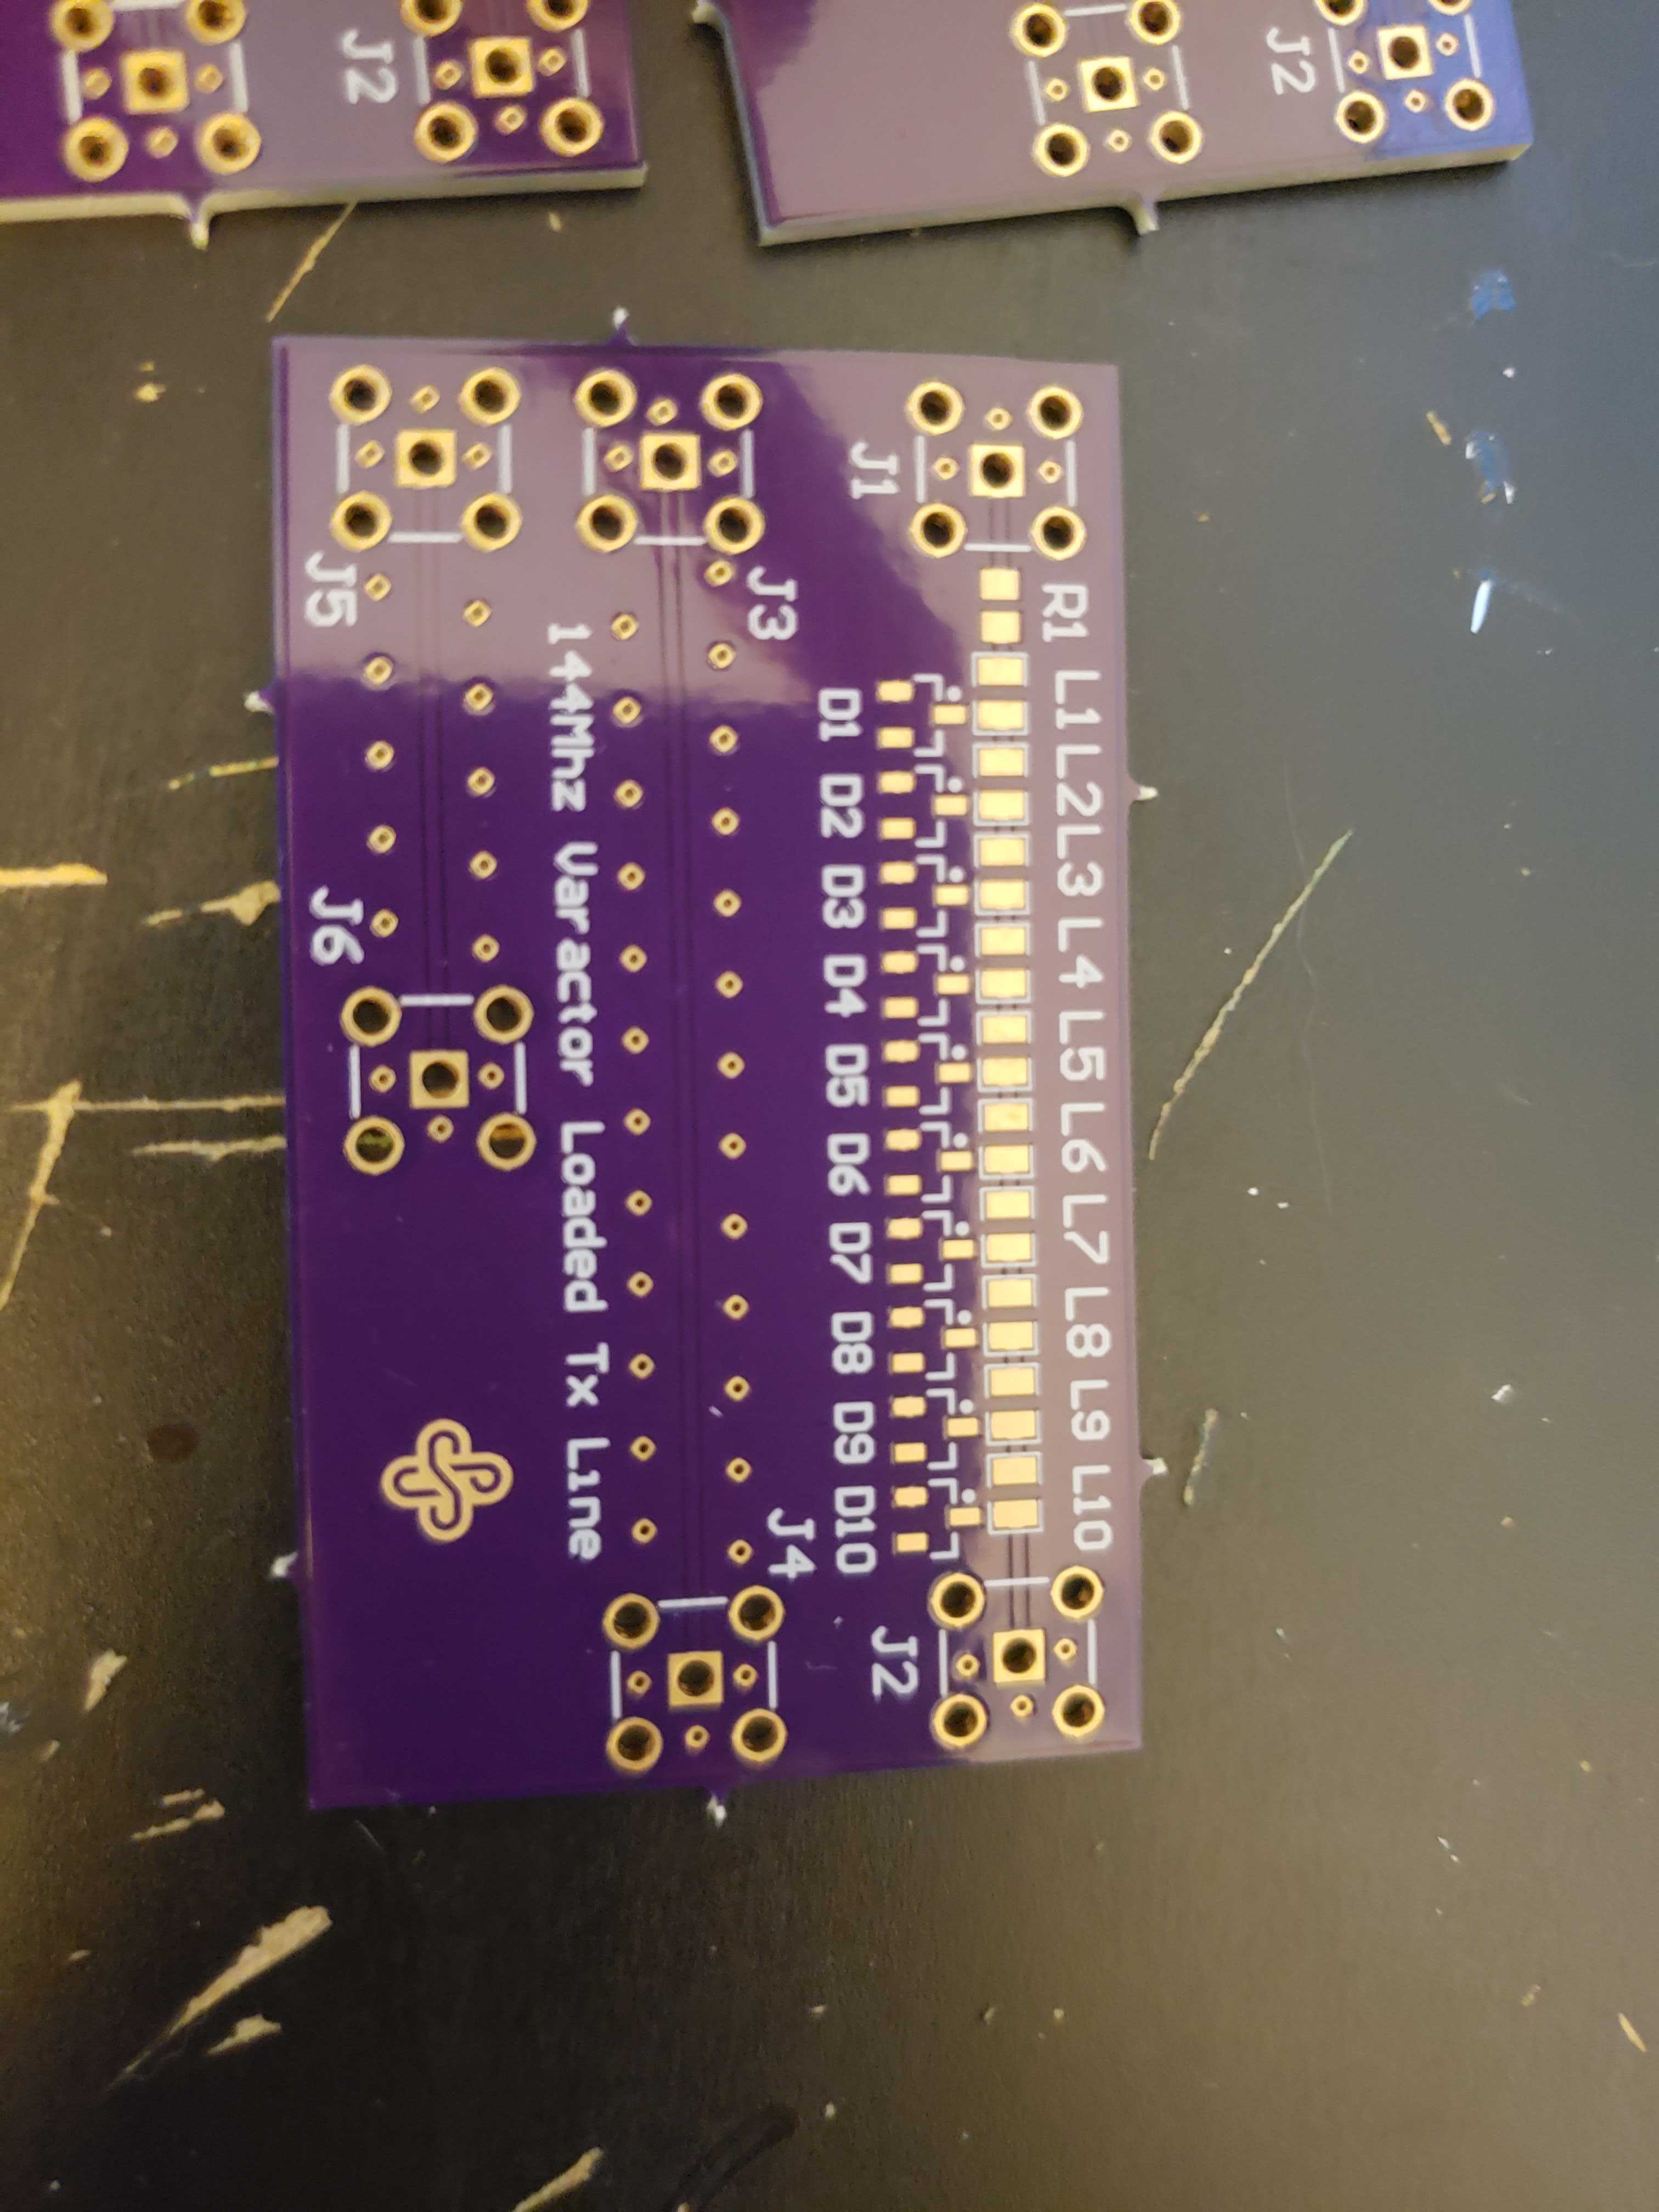 J2
J2
R1 L1 L2 L3 L4 L5 L6 L7 L8 L9 L10
J1
J2
D1 D2 D3 D4 D5 D6 D7 D8 D9 D10
J3
J4
144Mhz Varactor Loaded Tx Line
J5
J6